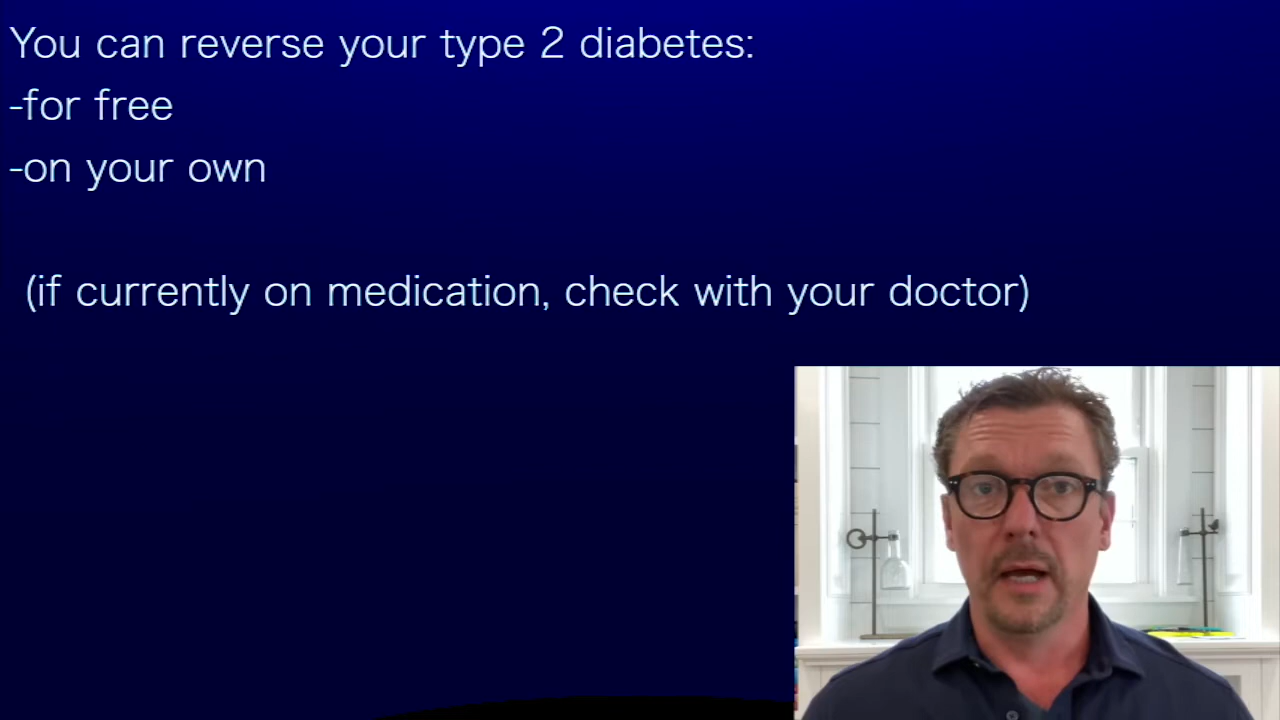 You can reverse your type 2 diabetes:
-for free
-on your own
(if currently on medication, check with your doctor)